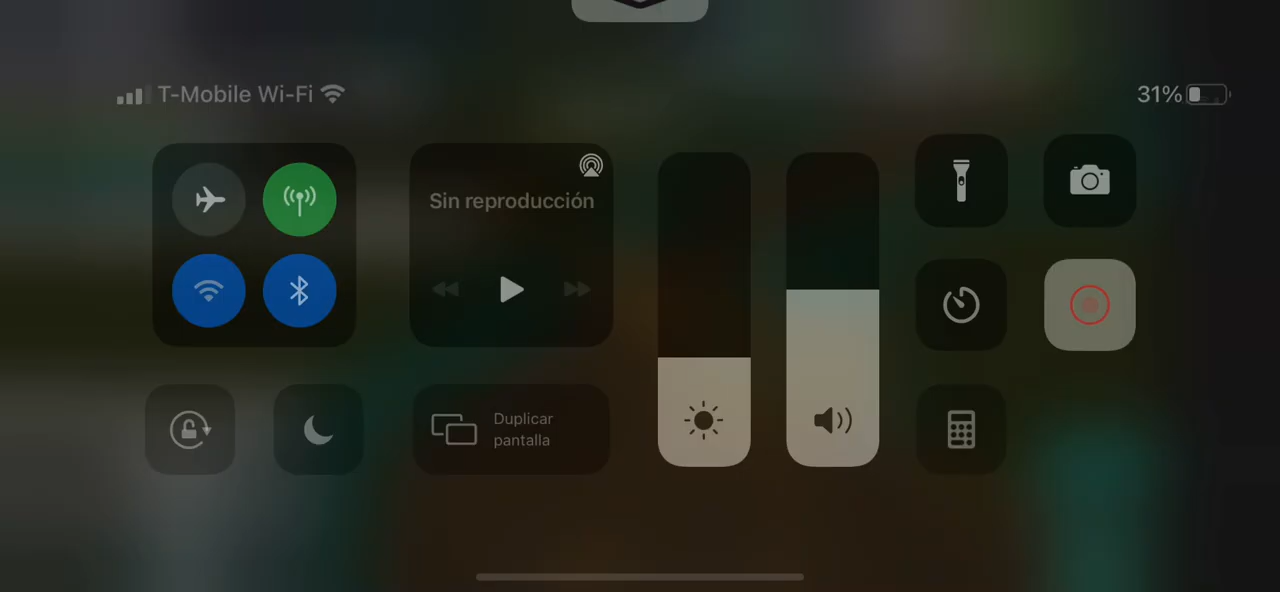 T-Mobile Wi-Fi
31%
Sin reproducción
Duplicar
pantalla